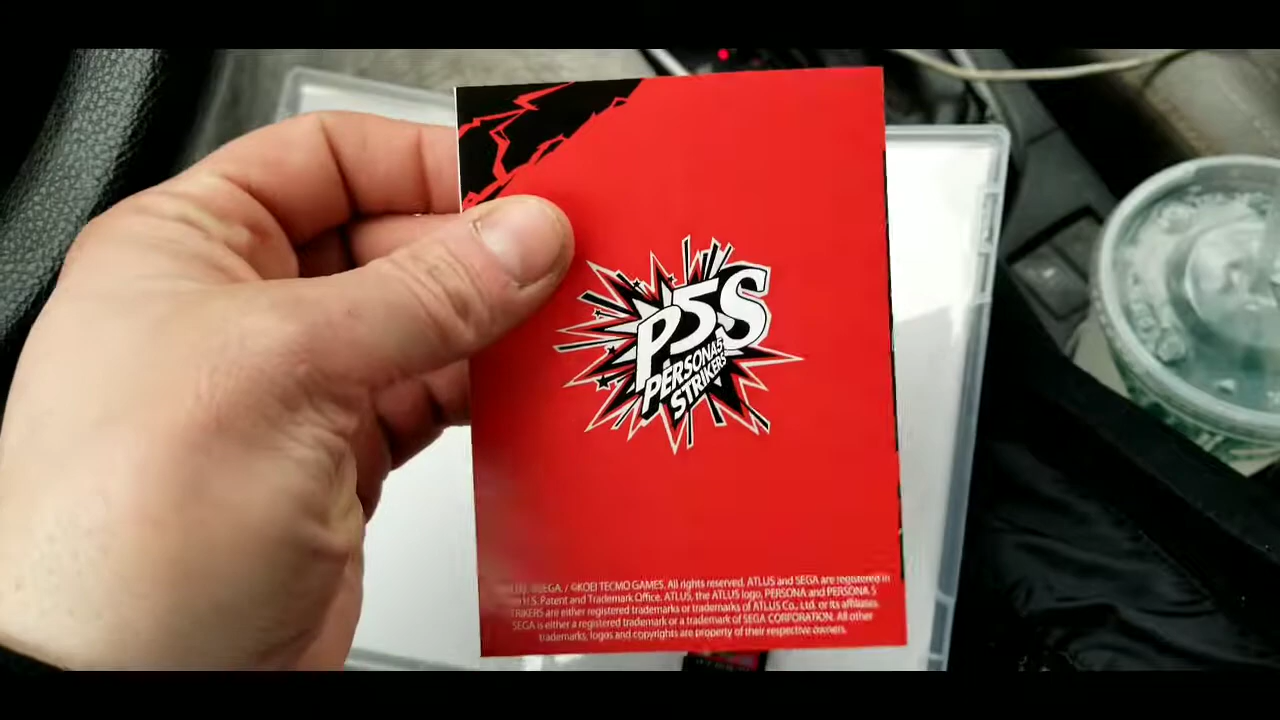 P5S
PERSONA5
STRIKERS
©SEGA. / ©KOEI TECMO GAMES. All rights reserved. ATLUS and SEGA are registered in
U.S. Patent and Trademark Office. ATLUS, the ATLUS logo, PERSONA and PERSONA 5
STRIKERS are either registered trademarks or trademarks of ATLUS Co., Ltd. or its affiliates.
SEGA is either a registered trademark or a trademark of SEGA CORPORATION. All other
trademarks, logos and copyrights are property of their respective owners.